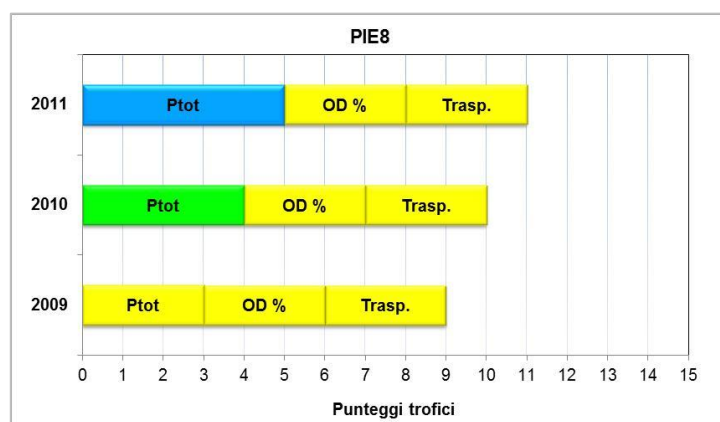 PIE8
2011 Ptot OD % Trasp.
2010 Ptot OD % Trasp.
2009 Ptot OD % Trasp.
0 1 2 3 4 5 6 7 8 9 10 11 12 13 14 15
Punteggi trofici